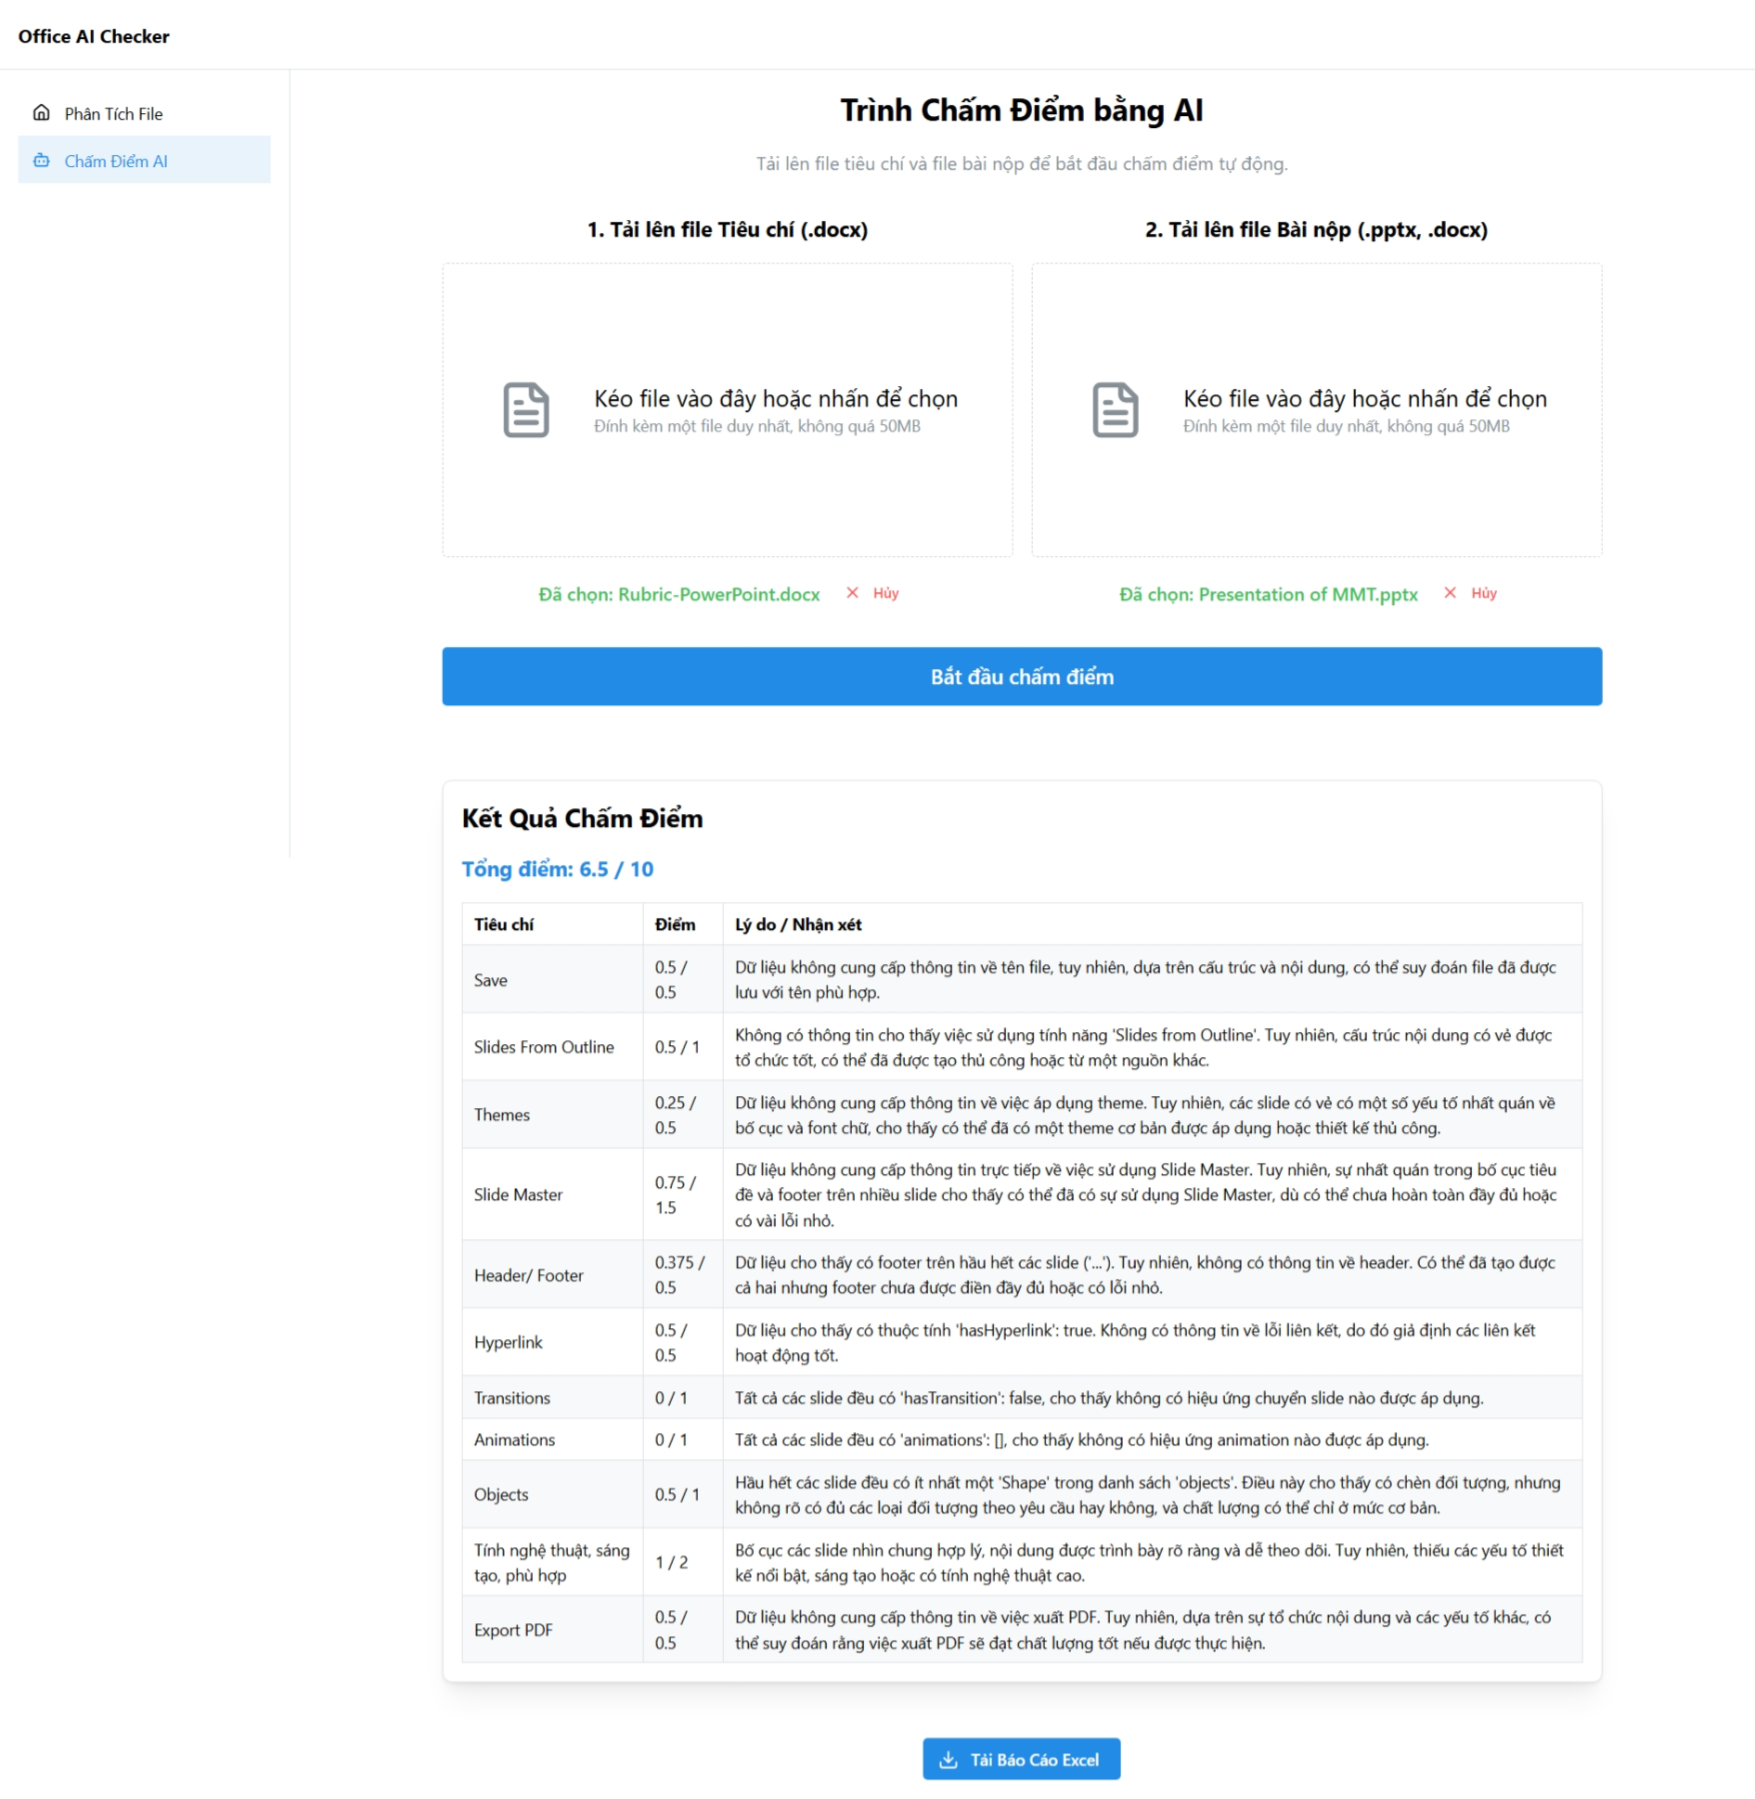 Office AI Checker
Phân Tích File
Chấm Điểm AI
Trình Chấm Điểm bằng AI
Tải lên file tiêu chí và file bài nộp để bắt đầu chấm điểm tự động.
1. Tải lên file Tiêu chí (.docx)
Kéo file vào đây hoặc nhấn để chọn
Đính kèm một file duy nhất, không quá 50MB
Đã chọn: Rubric-PowerPoint.docx
Hủy
2. Tải lên file Bài nộp (.pptx, .docx)
Kéo file vào đây hoặc nhấn để chọn
Đính kèm một file duy nhất, không quá 50MB
Đã chọn: Presentation of MMT.pptx
Hủy
Bắt đầu chấm điểm
Kết Quả Chấm Điểm
Tổng điểm: 6.5 / 10
Tiêu chí Điểm Lý do / Nhận xét
Save
0.5 /
0.5
Dữ liệu không cung cấp thông tin về tên file, tuy nhiên, dựa trên cấu trúc và nội dung, có thể suy đoán file đã được
lưu với tên phù hợp.
Slides From Outline
0.5 / 1
Không có thông tin cho thấy việc sử dụng tính năng 'Slides from Outline'. Tuy nhiên, cấu trúc nội dung có vẻ được
tổ chức tốt, có thể đã được tạo thủ công hoặc từ một nguồn khác.
Themes
0.25 /
0.5
Dữ liệu không cung cấp thông tin về việc áp dụng theme. Tuy nhiên, các slide có vẻ có một số yếu tố nhất quán về
bố cục và font chữ, cho thấy có thể đã có một theme cơ bản được áp dụng hoặc thiết kế thủ công.
Slide Master
0.75 /
1.5
Dữ liệu không cung cấp thông tin trực tiếp về việc sử dụng Slide Master. Tuy nhiên, sự nhất quán trong bố cục tiêu
đề và footer trên nhiều slide cho thấy có thể đã có sự sử dụng Slide Master, dù có thể chưa hoàn toàn đầy đủ hoặc
có vài lỗi nhỏ.
Header/ Footer
0.375 /
0.5
Dữ liệu cho thấy có footer trên hầu hết các slide ('...'). Tuy nhiên, không có thông tin về header. Có thể đã tạo được
cả hai nhưng footer chưa được điền đầy đủ hoặc có lỗi nhỏ.
Hyperlink
0.5 /
0.5
Dữ liệu cho thấy có thuộc tính 'hasHyperlink': true. Không có thông tin về lỗi liên kết, do đó giả định các liên kết
hoạt động tốt.
Transitions
0 / 1
Tất cả các slide đều có 'hasTransition': false, cho thấy không có hiệu ứng chuyển slide nào được áp dụng.
Animations
0 / 1
Tất cả các slide đều có 'animations': [], cho thấy không có hiệu ứng animation nào được áp dụng.
Objects
0.5 / 1
Hầu hết các slide đều có ít nhất một 'Shape' trong danh sách 'objects'. Điều này cho thấy có chèn đối tượng, nhưng
không rõ có đủ các loại đối tượng theo yêu cầu hay không, và chất lượng có thể chỉ ở mức cơ bản.
Tính nghệ thuật, sáng
tạo, phù hợp
1 / 2
Bố cục các slide nhìn chung hợp lý, nội dung được trình bày rõ ràng và dễ theo dõi. Tuy nhiên, thiếu các yếu tố thiết
kế nổi bật, sáng tạo hoặc có tính nghệ thuật cao.
Export PDF
0.5 /
0.5
Dữ liệu không cung cấp thông tin về việc xuất PDF. Tuy nhiên, dựa trên sự tổ chức nội dung và các yếu tố khác, có
thể suy đoán rằng việc xuất PDF sẽ đạt chất lượng tốt nếu được thực hiện.
Tải Báo Cáo Excel